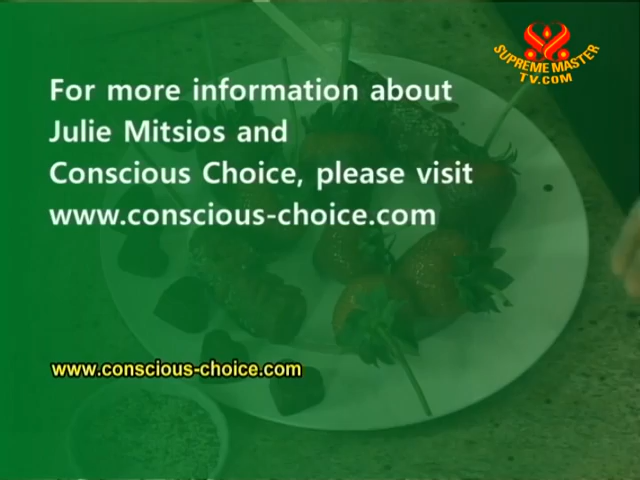 SUPREME MASTER
TV.COM
For more information about
Julie Mitsios and
Conscious Choice, please visit
www.conscious-choice.com
www.conscious-choice.com